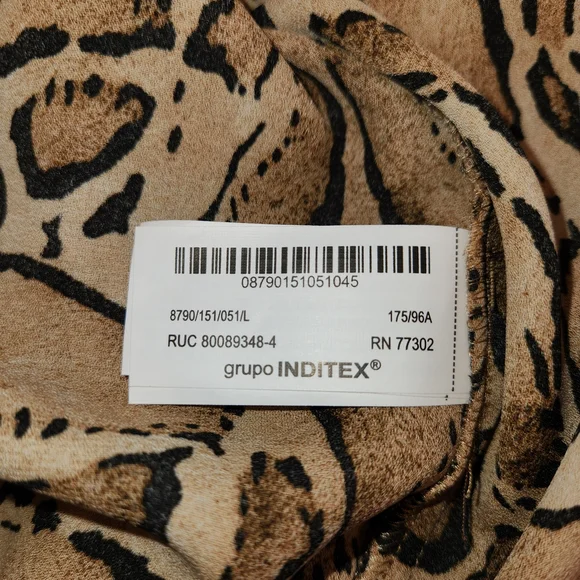 08790151051045
8790/151/051/L 175/96A
RUC 80089348-4 RN 77302
grupo INDITEX®